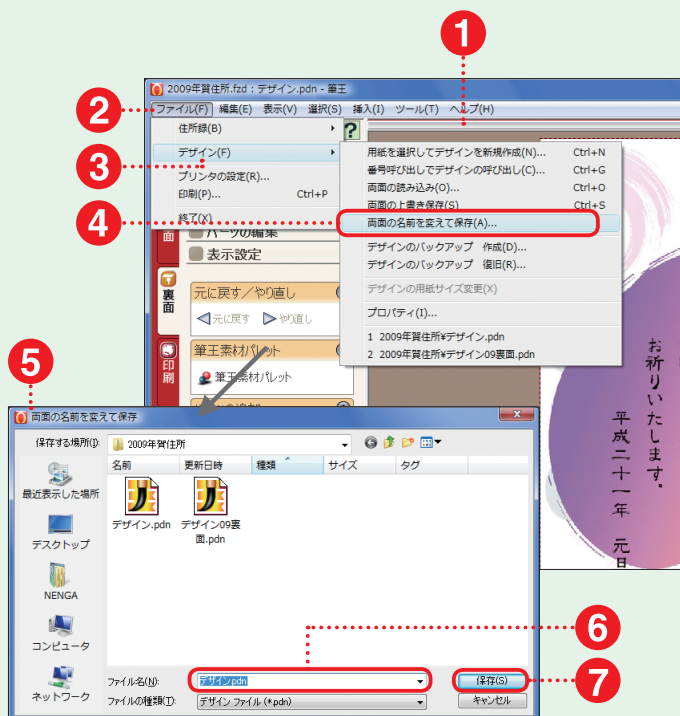 1
2009年賀住所.fzd : デザイン.pdn - 筆王
2
ファイル(F) 編集(E) 表示(V) 選択(S) 挿入(I) ツール(T) ヘルプ(H)
住所録(B)
?
3
デザイン(F)
プリンタの設定(R)...
印刷(P)... Ctrl+P
終了(X)
用紙を選択してデザインを新規作成(N)... Ctrl+N
番号呼び出しでデザインの呼び出し(C)... Ctrl+G
両面の読み込み(O)... Ctrl+O
両面の上書き保存(S) Ctrl+S
4
両面の名前を変えて保存(A)...
デザインのバックアップ 作成(D)...
デザインのバックアップ 復旧(R)...
デザインの用紙サイズ変更(X)
プロパティ(I)...
1 2009年賀住所¥デザイン.pdn
2 2009年賀住所¥デザイン09裏面.pdn
面
パーツの編集
表示設定
裏面
元に戻す/やり直し
元に戻す やり直し
印刷
筆王素材パレット
筆王素材パレット
お祈りいたします。
平成二十一年 元日
5
両面の名前を変えて保存
保存する場所(I): 2009年賀住所
名前 更新日時 種類 サイズ タグ
最近表示した場所
デスクトップ
NENGA
コンピュータ
ネットワーク
デザイン.pdn
デザイン09裏
面.pdn
6
ファイル名(N): デザイン.pdn
保存(S)
7
ファイルの種類(T): デザイン ファイル (*.pdn)
キャンセル